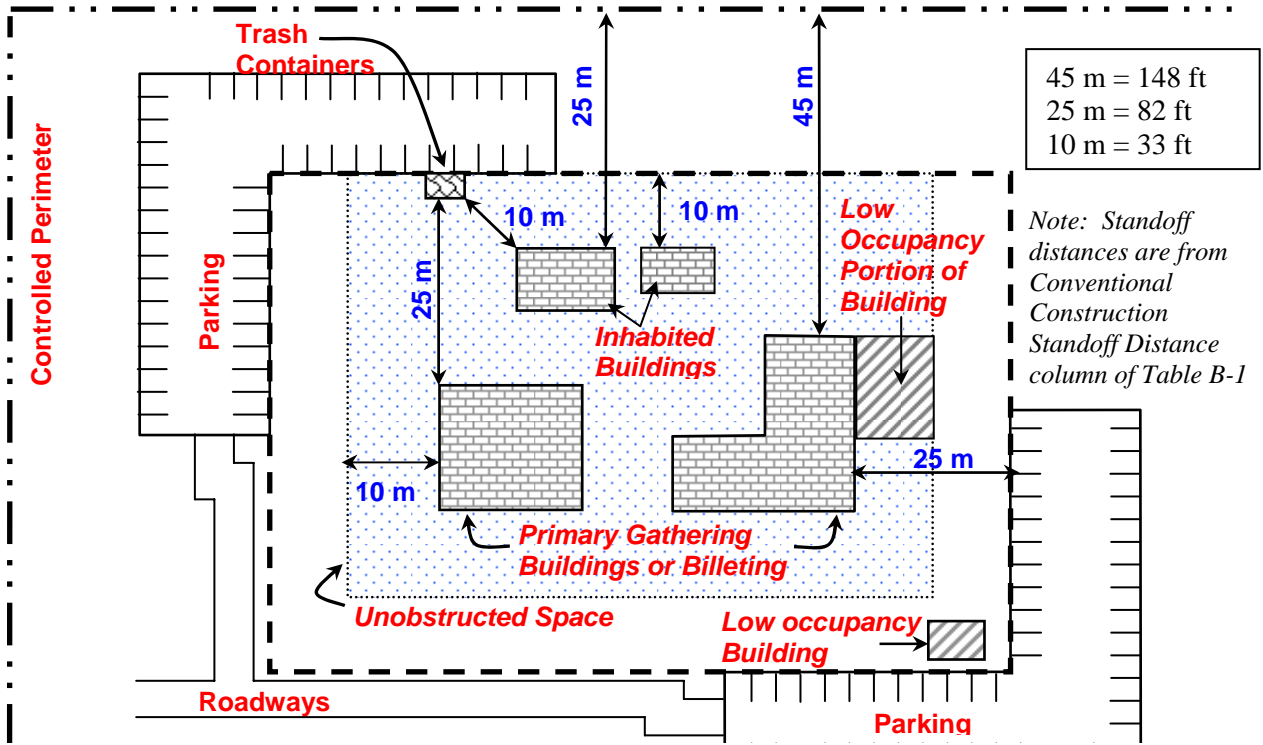 Trash
Containers
25 m
45 m
45 m = 148 ft
25 m = 82 ft
10 m = 33 ft
Controlled Perimeter
Parking
10 m
10 m
Low
Occupancy
Portion of
Building
Note: Standoff
distances are from
Conventional
Construction
Standoff Distance
column of Table B-1
25 m
Inhabited
Buildings
25 m
10 m
Primary Gathering
Buildings or Billeting
Unobstructed Space
Low occupancy
Building
Roadways
Parking